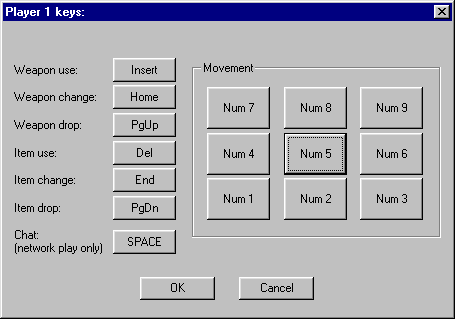 Player 1 keys:
Weapon use: Insert
Weapon change: Home
Weapon drop: PgUp
Item use: Del
Item change: End
Item drop: PgDn
Chat:
(network play only) SPACE
Movement
Num 7 Num 8 Num 9
Num 4 Num 5 Num 6
Num 1 Num 2 Num 3
OK Cancel